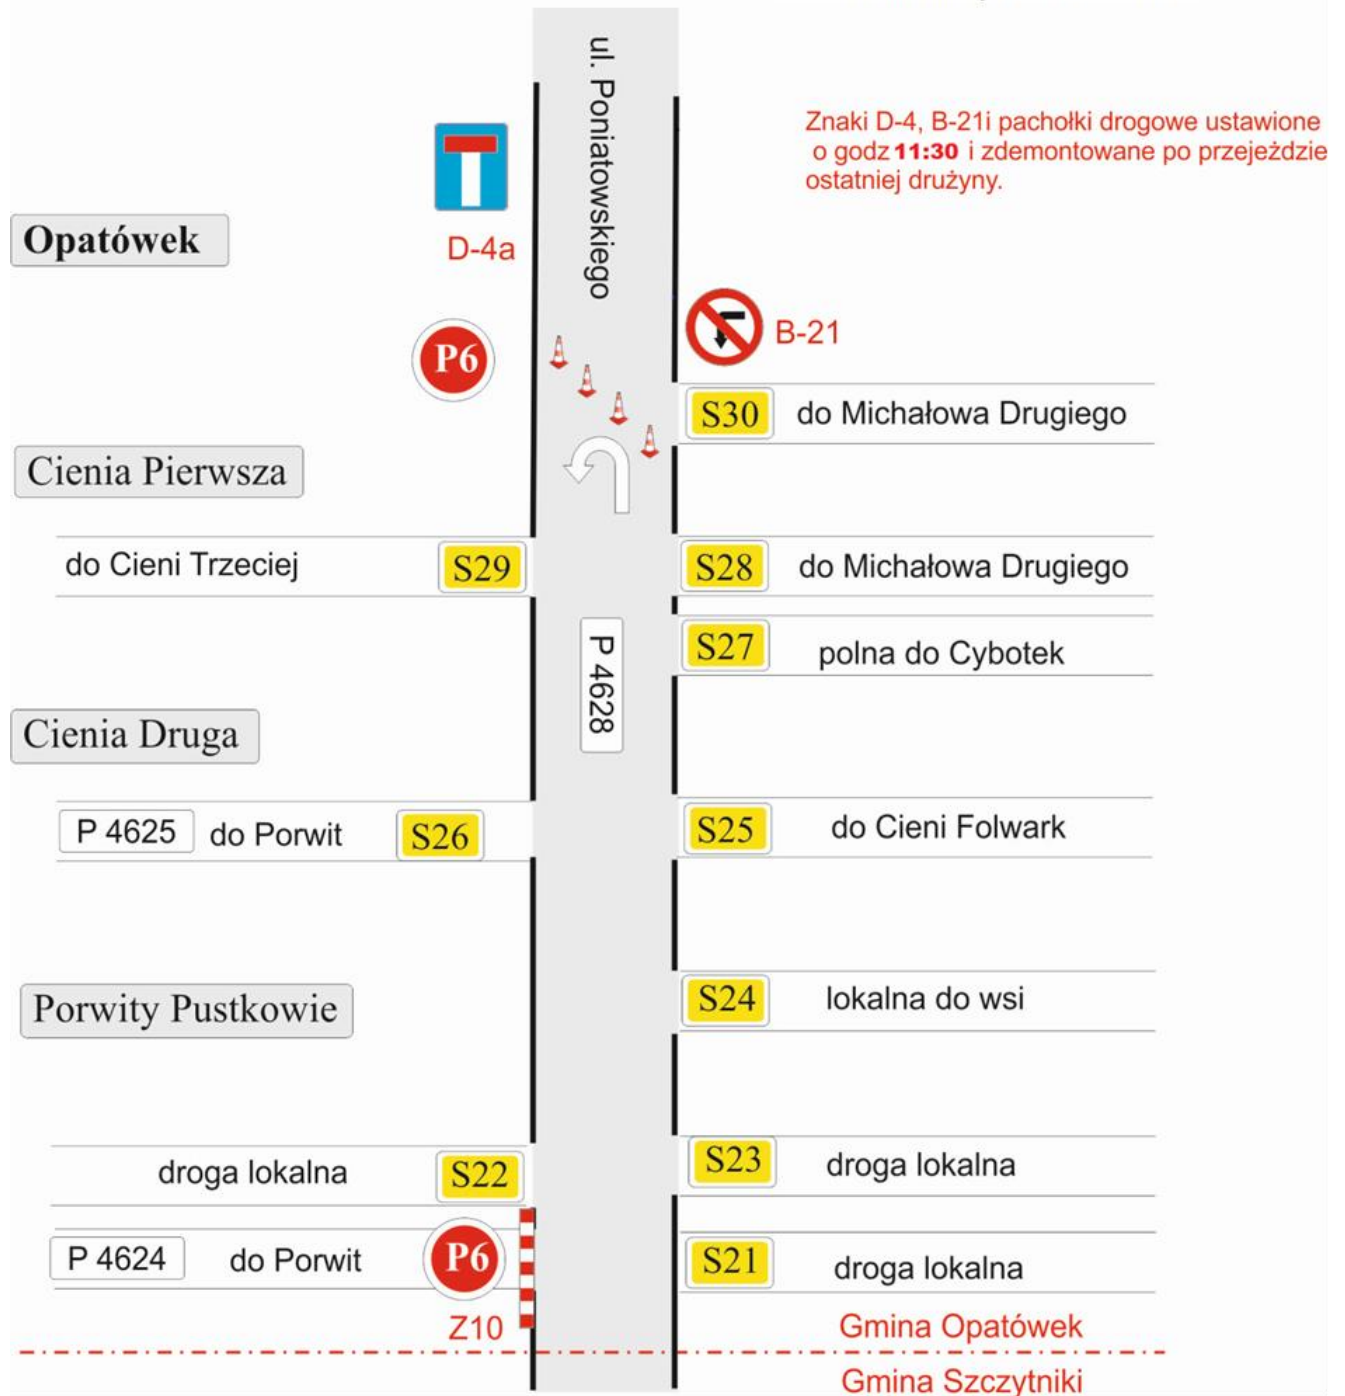 ul. Poniatowskiego
Znaki D-4, B-21i pachołki drogowe ustawione
o godz 11:30 i zdemontowane po przejeździe
ostatniej drużyny.
Opatówek
D-4a
P6
B-21
S30 do Michałowa Drugiego
Cienia Pierwsza
do Cieni Trzeciej S29
S28 do Michałowa Drugiego
S27 polna do Cybotek
P 4628
Cienia Druga
P 4625 do Porwit S26
S25 do Cieni Folwark
Porwity Pustkowie
S24 lokalna do wsi
droga lokalna S22
S23 droga lokalna
P 4624 do Porwit P6
S21 droga lokalna
Z10
Gmina Opatówek
Gmina Szczytniki